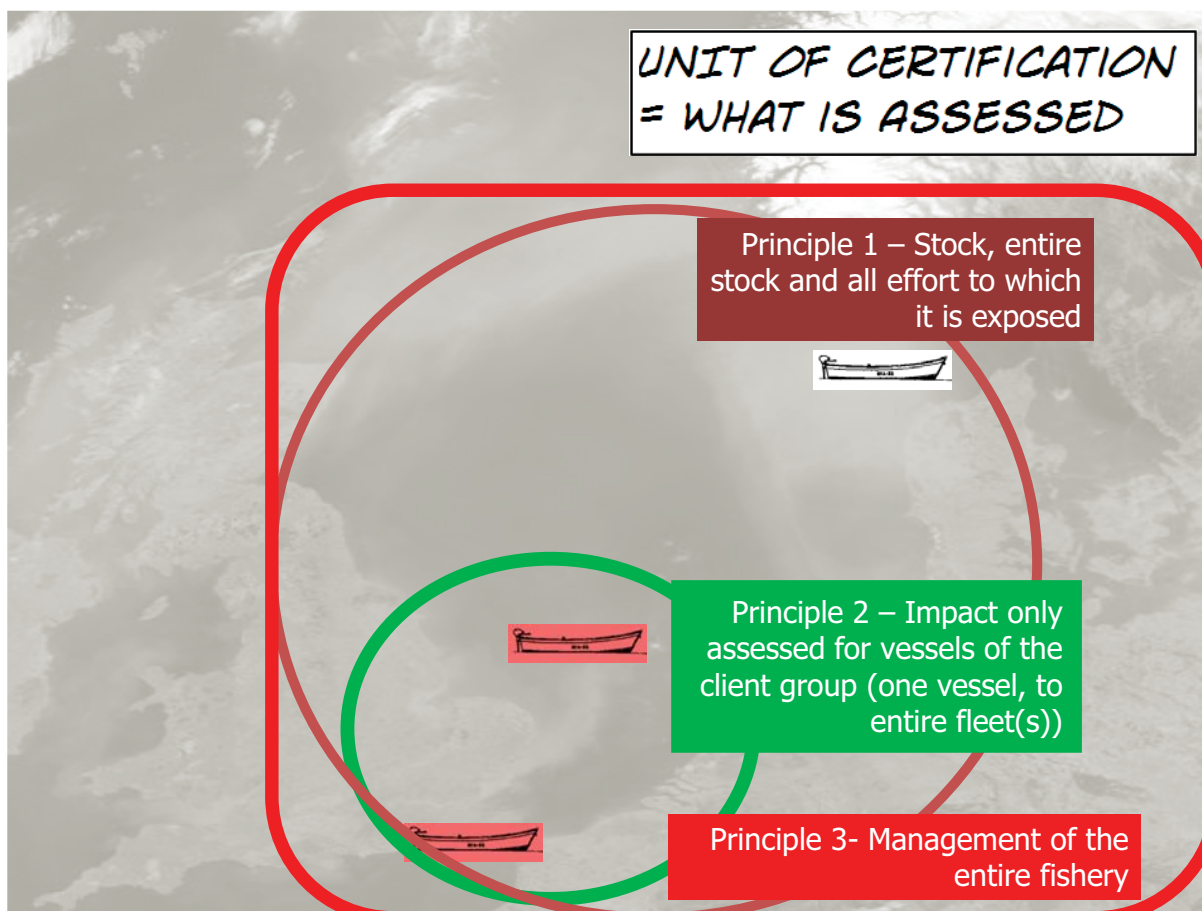 UNIT OF CERTIFICATION
= WHAT IS ASSESSED
Principle 1 – Stock, entire
stock and all effort to which
it is exposed
Principle 2 – Impact only
assessed for vessels of the
client group (one vessel, to
entire fleet(s))
Principle 3- Management of the
entire fishery